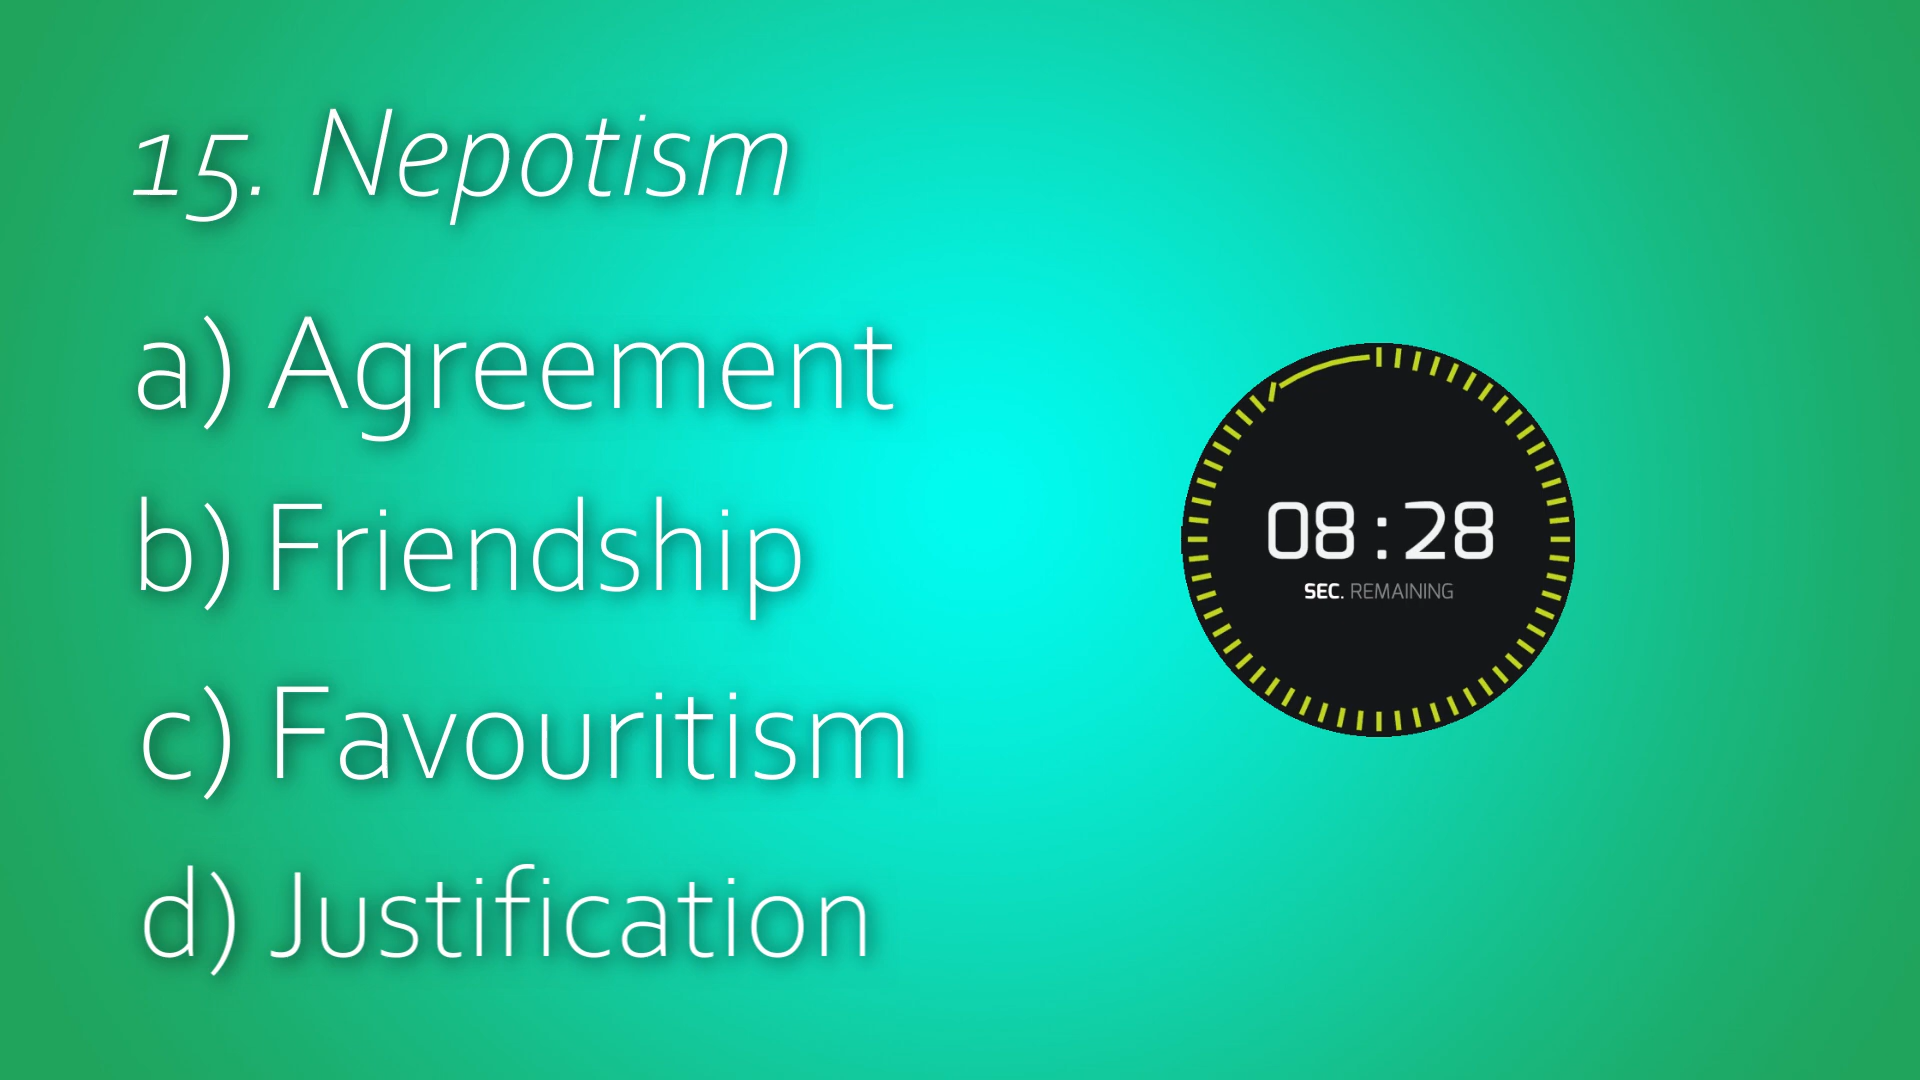 15. Nepotism
a) Agreement
b) Friendship
c) Favouritism
d) Justification
08:28
SEC. REMAINING